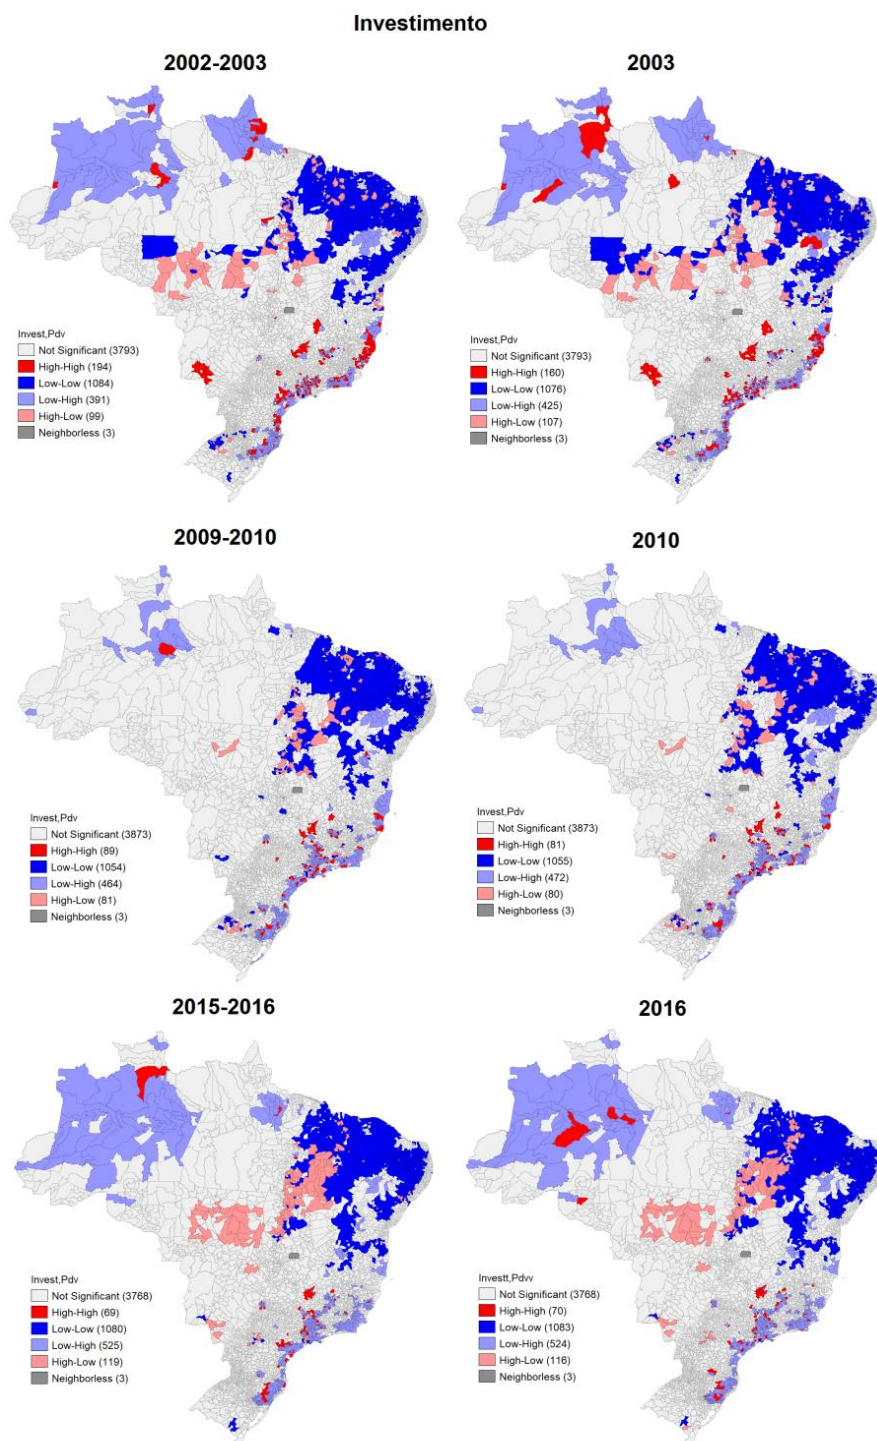 Investimento
2002-2003
2003
Invest,Pdv
Not Significant (3793)
High-High (194)
Low-Low (1084)
Low-High (391)
High-Low (99)
Neighborless (3)
Invest,Pdv
Not Significant (3793)
High-High (160)
Low-Low (1076)
Low-High (425)
High-Low (107)
Neighborless (3)
2009-2010
2010
Invest,Pdv
Not Significant (3873)
High-High (89)
Low-Low (1054)
Low-High (464)
High-Low (81)
Neighborless (3)
Invest,Pdv
Not Significant (3873)
High-High (81)
Low-Low (1055)
Low-High (472)
High-Low (80)
Neighborless (3)
2015-2016
2016
Invest,Pdv
Not Significant (3768)
High-High (69)
Low-Low (1080)
Low-High (525)
High-Low (119)
Neighborless (3)
Investt,Pdvv
Not Significant (3768)
High-High (70)
Low-Low (1083)
Low-High (524)
High-Low (116)
Neighborless (3)